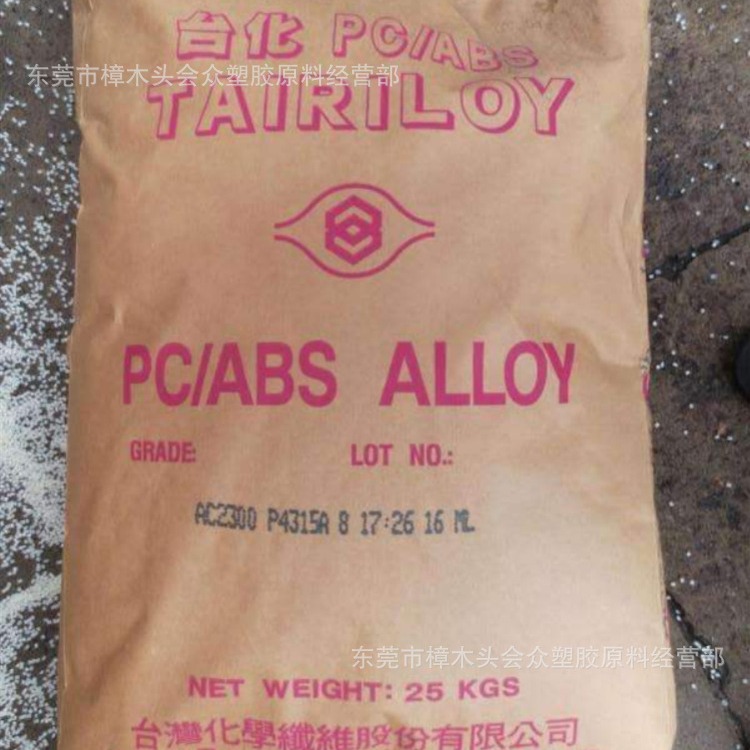 台化 PC/ABS
东莞市樟木头会众塑胶原料经营部
TAIRILOY
PC/ABS ALLOY
GRADE: LOT NO.:
AC2300 P4315A 8 17:26 16 ML
东莞市樟木头会众塑胶原料经营部
NET WEIGHT: 25 KGS
台灣化學纖維股份有限公司